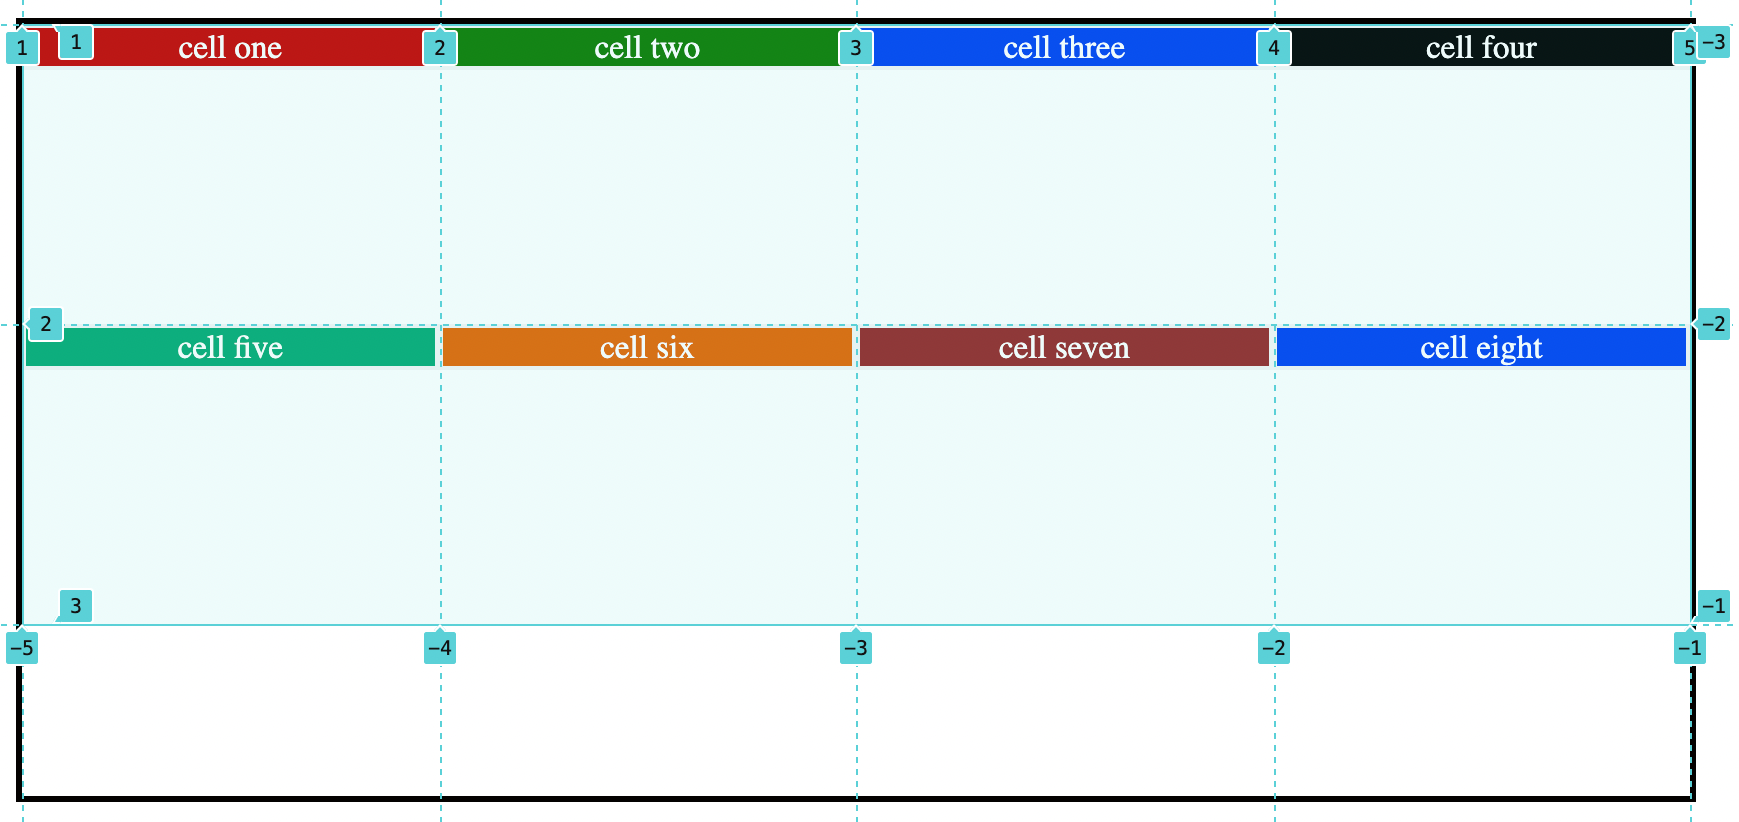 1 1 cell one 2 cell two 3 cell three 4 cell four 5 -3
2 -2
cell five cell six cell seven cell eight
3 -1
-5 -4 -3 -2 -1